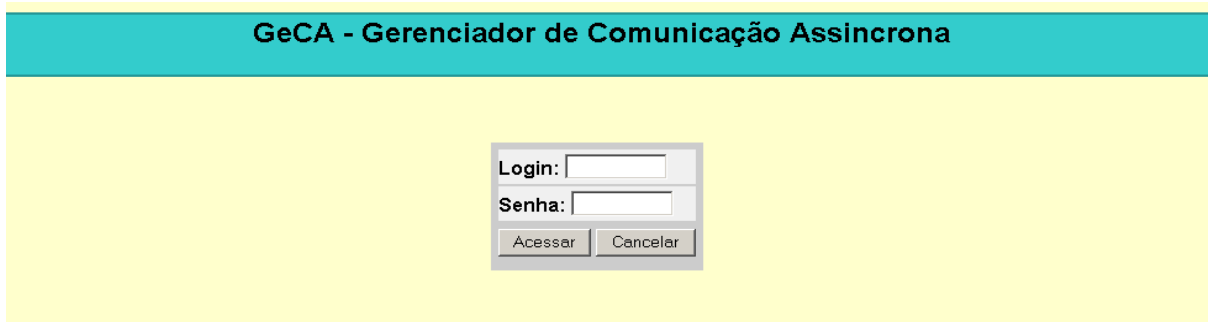 GeCA - Gerenciador de Comunicação Assincrona
Login:
Senha:
Acessar Cancelar